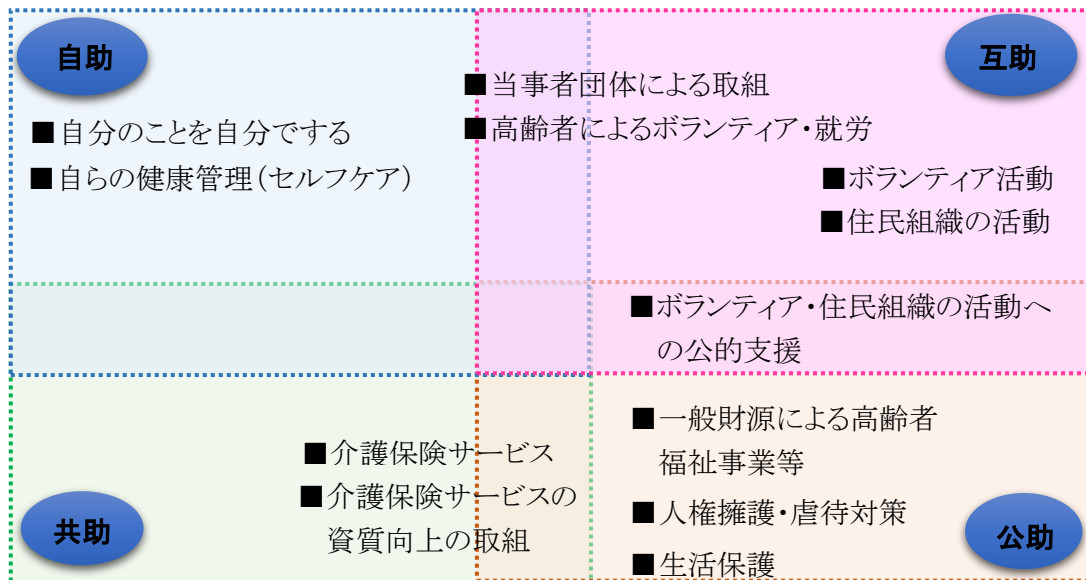 自助
互助
■当事者団体による取組
■高齢者によるボランティア・就労
■自分のことを自分でする
■自らの健康管理(セルフケア)
■ボランティア活動
■住民組織の活動
■ボランティア・住民組織の活動へ
の公的支援
■介護保険サービス
■介護保険サービスの
資質向上の取組
■一般財源による高齢者
福祉事業等
■人権擁護・虐待対策
■生活保護
共助
公助